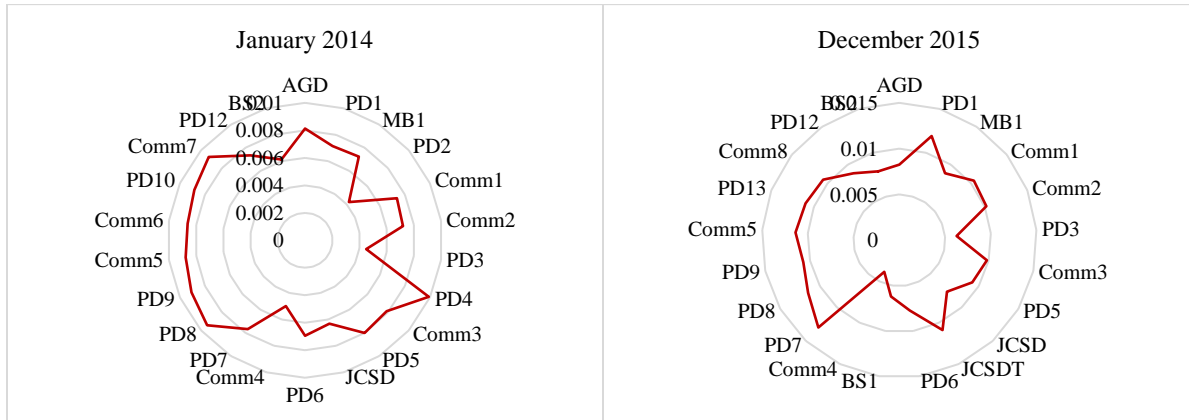 January 2014
AGD
PD1
MB1
PD2
Comm1
Comm2
PD3
PD4
Comm3
PD5
JCSD
PD6
Comm4
PD7
PD8
PD9
Comm5
Comm6
PD10
Comm7
PD12
BS2
0.01
0.008
0.006
0.004
0.002
0
December 2015
AGD
PD1
MB1
Comm1
Comm2
PD3
Comm3
PD5
JCSD
JCSDT
PD6
BS1
Comm4
PD7
PD8
PD9
Comm5
PD13
Comm8
PD12
BS2
0.015
0.01
0.005
0